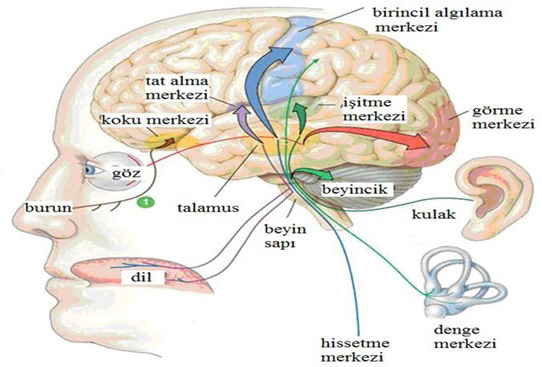 birincil algılama
merkezi
tat alma
merkezi
koku merkezi
işitme
merkezi
görme
merkezi
göz
burun
1
talamus
beyin
sapı
beyincik
kulak
dil
hissetme
merkezi
denge
merkezi